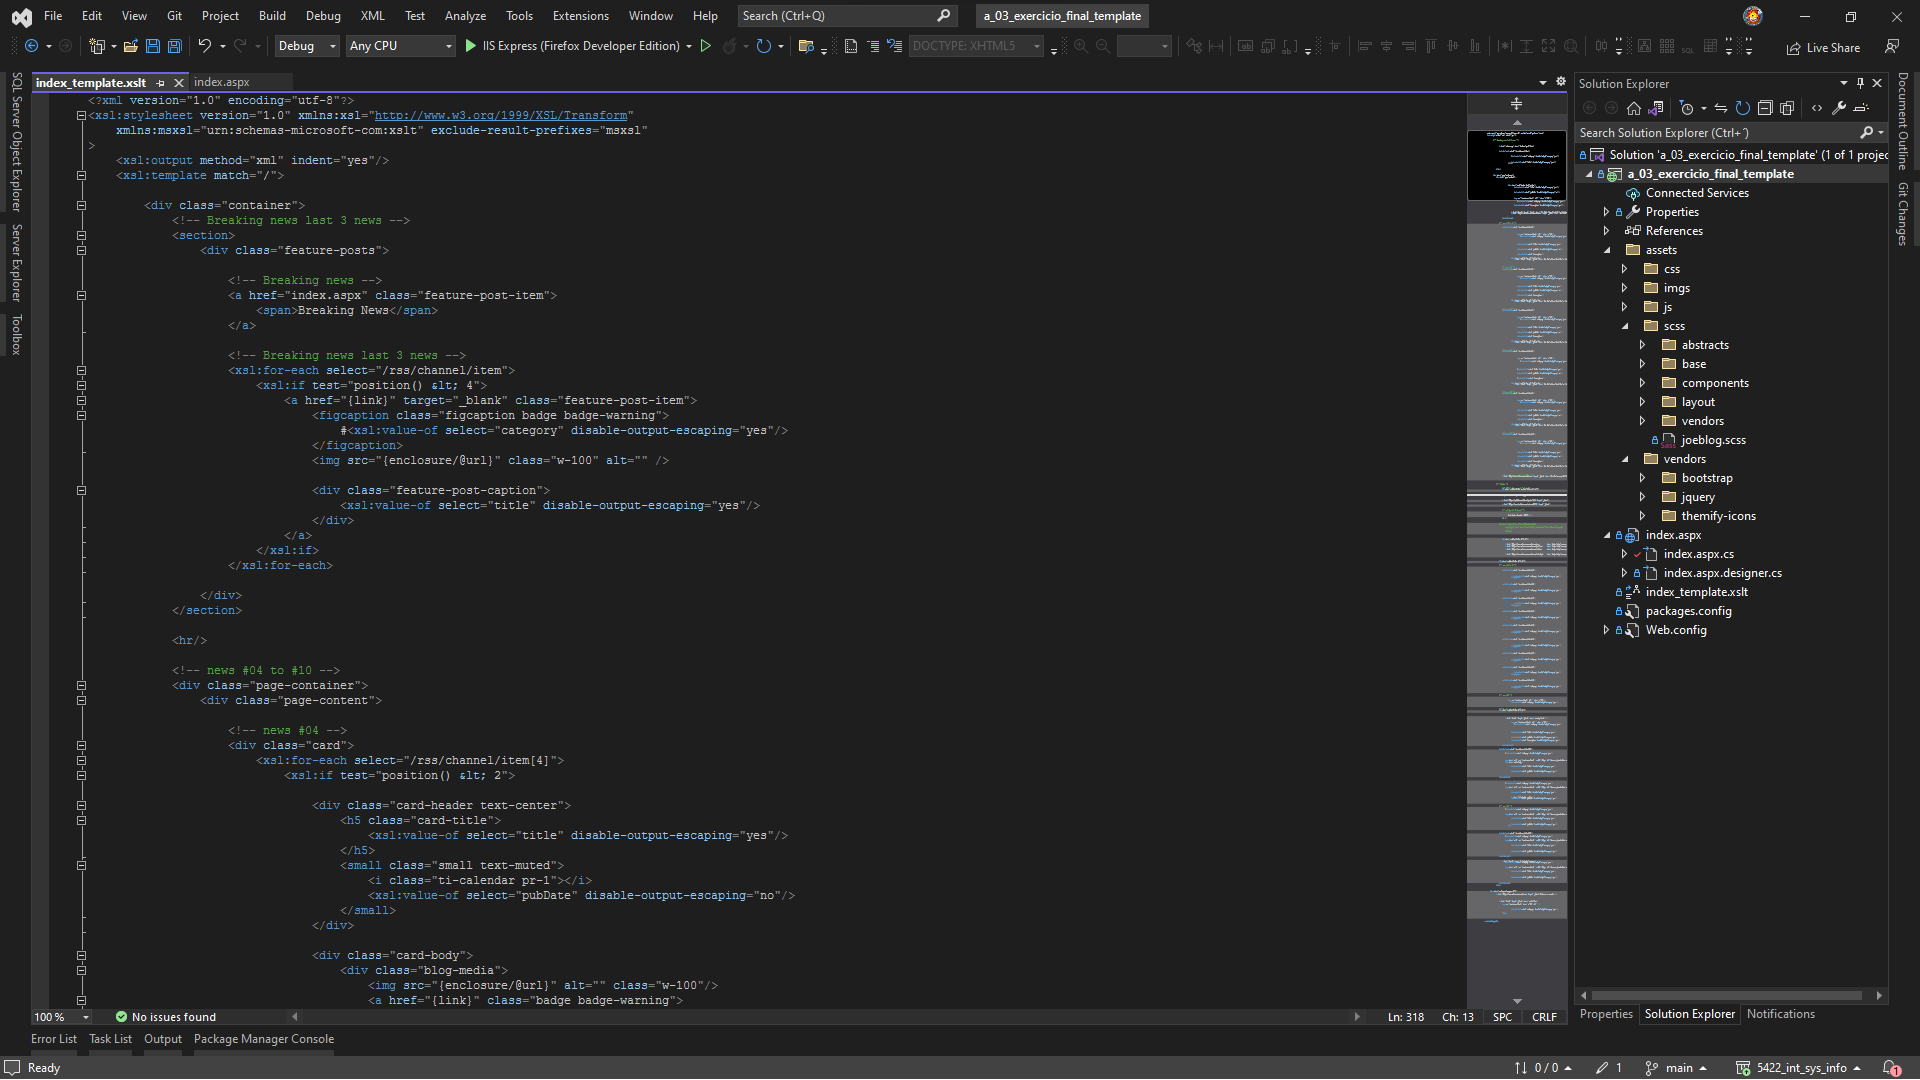 File Edit View Git Project Build Debug XML Test Analyze Tools Extensions Window Help Search (Ctrl+Q) a_03_exercicio_final_template
Debug Any CPU IIS Express (Firefox Developer Edition) DOCTYPE: XHTML5 Live Share
SQL Server Object Explorer
Server Explorer
Toolbox
index_template.xslt index.aspx
<?xml version="1.0" encoding="utf-8"?>
<xsl:stylesheet version="1.0" xmlns:xsl="http://www.w3.org/1999/XSL/Transform"
xmlns:msxsl="urn:schemas-microsoft-com:xslt" exclude-result-prefixes="msxsl"
>
<xsl:output method="xml" indent="yes"/>
<xsl:template match="/">
<div class="container">
<!-- Breaking news last 3 news -->
<section>
<div class="feature-posts">
<!-- Breaking news -->
<a href="index.aspx" class="feature-post-item">
<span>Breaking News</span>
</a>
<!-- Breaking news last 3 news -->
<xsl:for-each select="/rss/channel/item">
<xsl:if test="position() &lt; 4">
<a href="{link}" target="_blank" class="feature-post-item">
<figcaption class="figcaption badge badge-warning">
#<xsl:value-of select="category" disable-output-escaping="yes"/>
</figcaption>
<img src="{enclosure/@url}" class="w-100" alt="" />
<div class="feature-post-caption">
<xsl:value-of select="title" disable-output-escaping="yes"/>
</div>
</a>
</xsl:if>
</xsl:for-each>
</div>
</section>
<hr/>
<!-- news #04 to #10 -->
<div class="page-container">
<div class="page-content">
<!-- news #04 -->
<div class="card">
<xsl:for-each select="/rss/channel/item[4]">
<xsl:if test="position() &lt; 2">
<div class="card-header text-center">
<h5 class="card-title">
<xsl:value-of select="title" disable-output-escaping="yes"/>
</h5>
<small class="small text-muted">
<i class="ti-calendar pr-1"></i>
<xsl:value-of select="pubDate" disable-output-escaping="no"/>
</small>
</div>
<div class="card-body">
<div class="blog-media">
<img src="{enclosure/@url}" alt="" class="w-100"/>
<a href="{link}" class="badge badge-warning">
100 % No issues found Ln: 318 Ch: 13 SPC CRLF
Solution Explorer
Search Solution Explorer (Ctrl+´)
Solution 'a_03_exercicio_final_template' (1 of 1 projec
a_03_exercicio_final_template
Connected Services
Properties
References
assets
css
imgs
js
scss
abstracts
base
components
layout
vendors
joeblog.scss
vendors
bootstrap
jquery
themify-icons
index.aspx
index.aspx.cs
index.aspx.designer.cs
index_template.xslt
packages.config
Web.config
Properties Solution Explorer Notifications
Document Outline
Git Changes
Error List Task List Output Package Manager Console
Ready 0 / 0 1 main 5422_int_sys_info 1